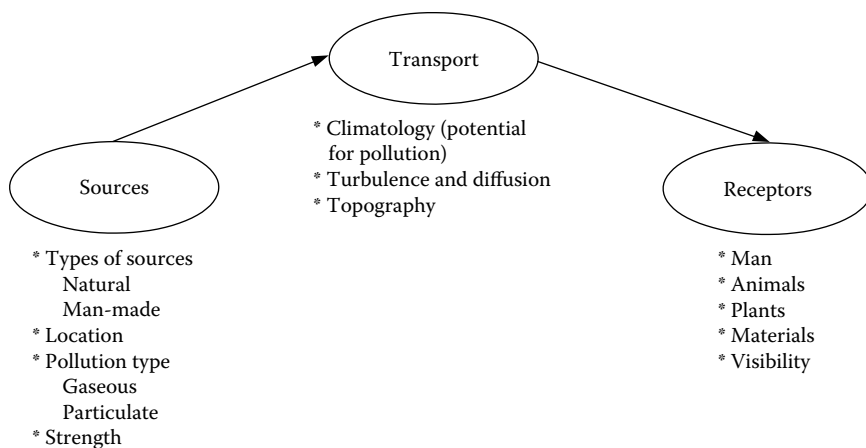 Transport
* Climatology (potential
for pollution)
* Turbulence and diffusion
* Topography
Sources
* Types of sources
Natural
Man-made
* Location
* Pollution type
Gaseous
Particulate
* Strength
Receptors
* Man
* Animals
* Plants
* Materials
* Visibility